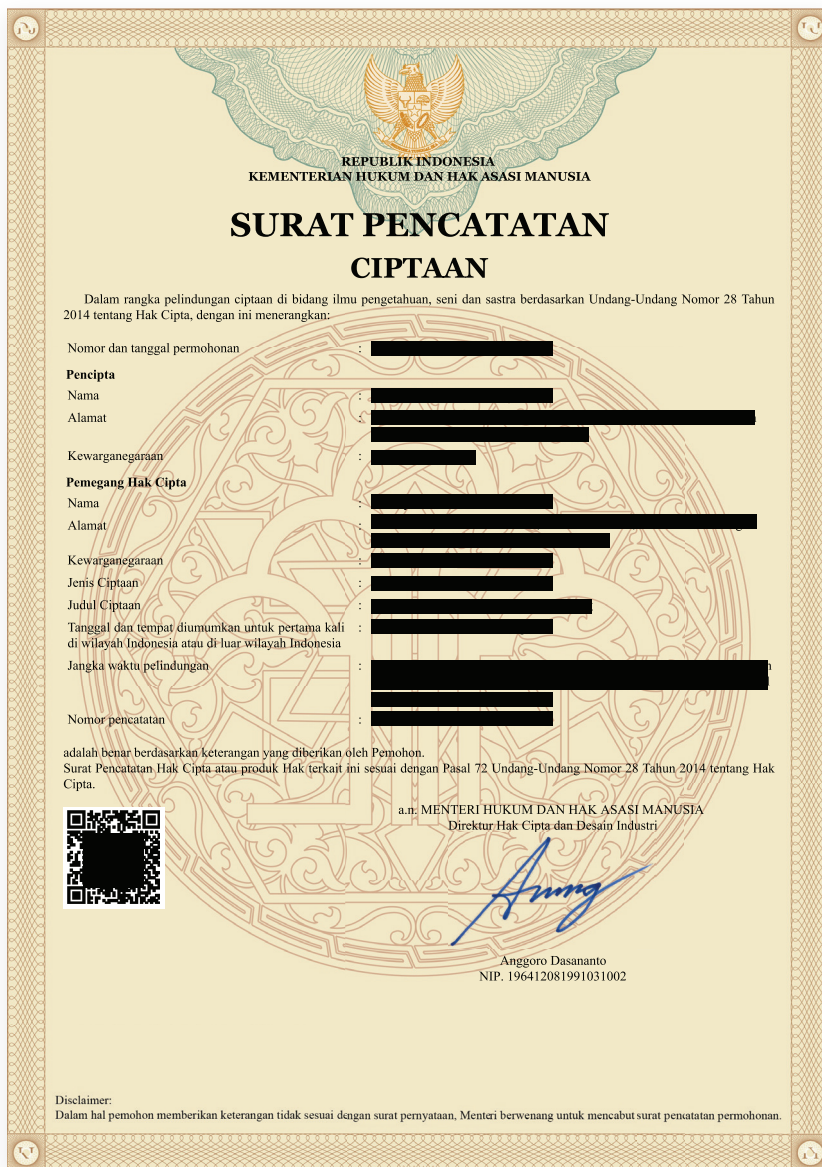 REPUBLIK INDONESIA
KEMENTERIAN HUKUM DAN HAK ASASI MANUSIA
SURAT PENCATATAN
CIPTAAN
Dalam rangka pelindungan ciptaan di bidang ilmu pengetahuan, seni dan sastra berdasarkan Undang-Undang Nomor 28 Tahun
2014 tentang Hak Cipta, dengan ini menerangkan:
Nomor dan tanggal permohonan :
Pencipta
Nama :
Alamat :
Kewarganegaraan :
Pemegang Hak Cipta
Nama :
Alamat :
Kewarganegaraan :
Jenis Ciptaan :
Judul Ciptaan :
Tanggal dan tempat diumumkan untuk pertama kali :
di wilayah Indonesia atau di luar wilayah Indonesia
Jangka waktu pelindungan :
Nomor pencatatan :
adalah benar berdasarkan keterangan yang diberikan oleh Pemohon.
Surat Pencatatan Hak Cipta atau produk Hak terkait ini sesuai dengan Pasal 72 Undang-Undang Nomor 28 Tahun 2014 tentang Hak
Cipta.
a.n. MENTERI HUKUM DAN HAK ASASI MANUSIA
Direktur Hak Cipta dan Desain Industri
Anggoro Dasananto
NIP. 196412081991031002
Disclaimer:
Dalam hal pemohon memberikan keterangan tidak sesuai dengan surat pernyataan, Menteri berwenang untuk mencabut surat pencatatan permohonan.